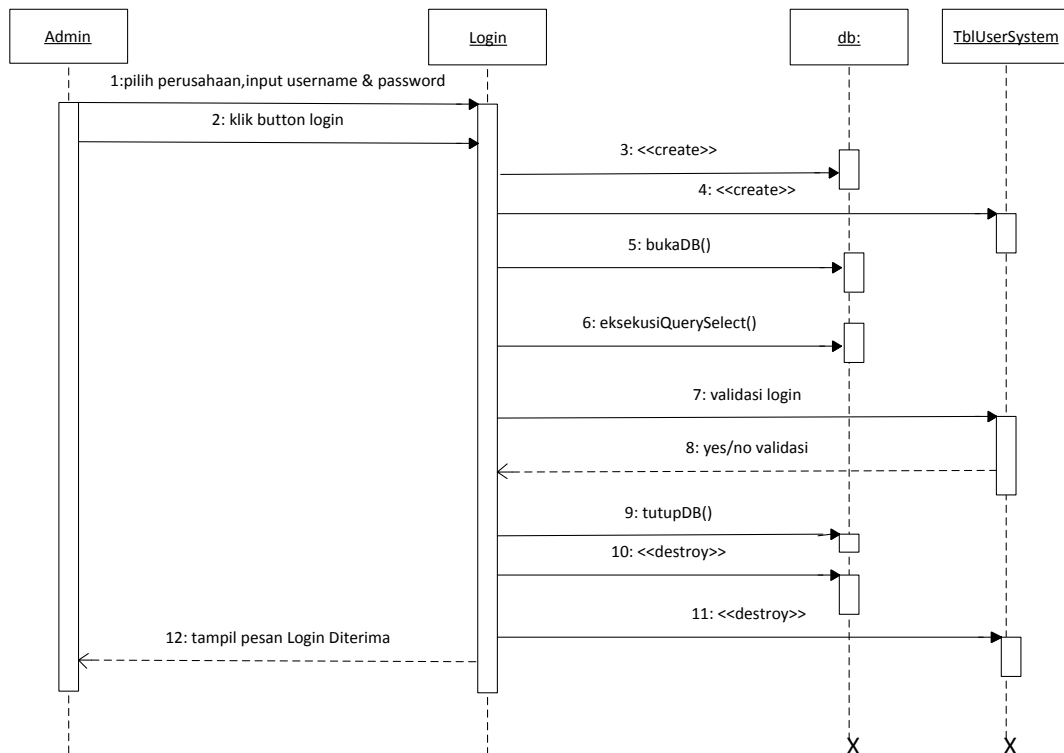 Admin
Login
db:
TblUserSystem
1:pilih perusahaan,input username & password
2: klik button login
3: <<create>>
4: <<create>>
5: bukaDB()
6: eksekusiQuerySelect()
7: validasi login
8: yes/no validasi
9: tutupDB()
10: <<destroy>>
11: <<destroy>>
12: tampil pesan Login Diterima
X
X